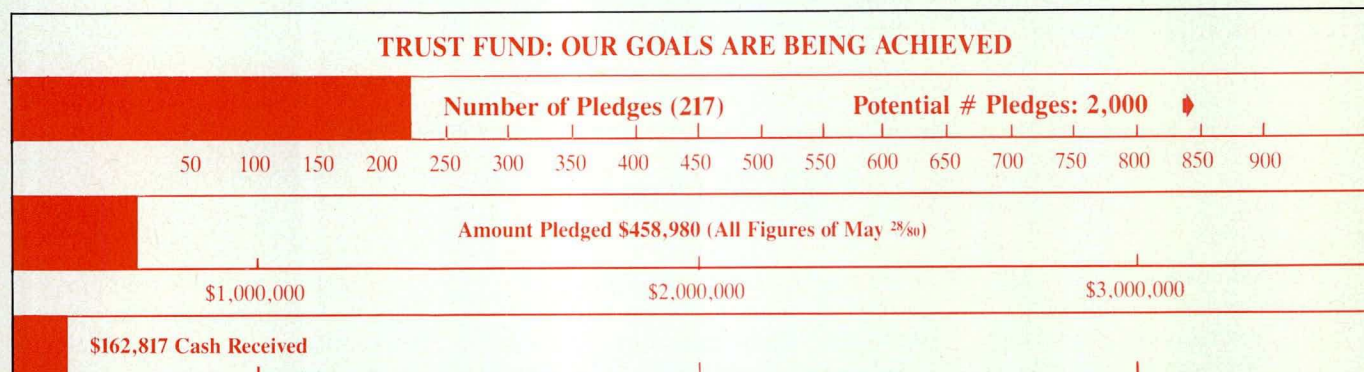 TRUST FUND: OUR GOALS ARE BEING ACHIEVED
Number of Pledges (217) Potential # Pledges: 2,000
50 100 150 200 250 300 350 400 450 500 550 600 650 700 750 800 850 900
Amount Pledged $458,980 (All Figures of May 28/80)
$1,000,000 $2,000,000 $3,000,000
$162,817 Cash Received